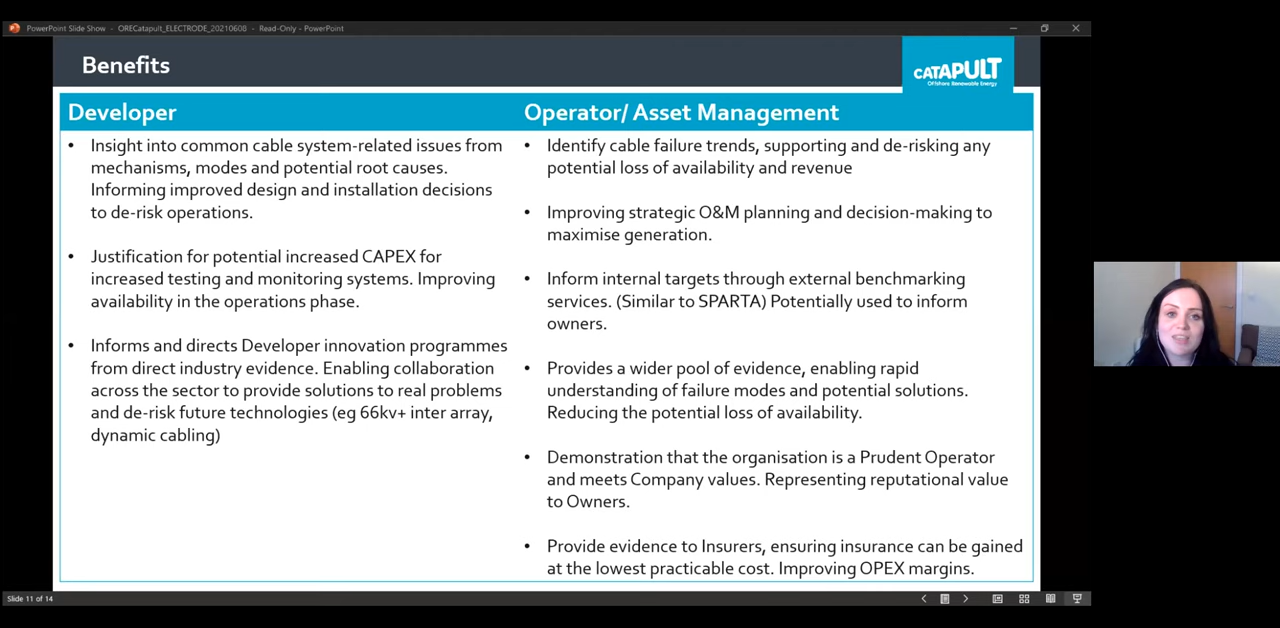 PowerPoint Slide Show - ORECatapult_ELECTRODE_20210608 - Read-Only - PowerPoint
Benefits
CATAPULT
Offshore Renewable Energy
Developer
• Insight into common cable system-related issues from
mechanisms, modes and potential root causes.
Informing improved design and installation decisions
to de-risk operations.
• Justification for potential increased CAPEX for
increased testing and monitoring systems. Improving
availability in the operations phase.
• Informs and directs Developer innovation programmes
from direct industry evidence. Enabling collaboration
across the sector to provide solutions to real problems
and de-risk future technologies (eg 66kv+ inter array,
dynamic cabling)
Operator/ Asset Management
• Identify cable failure trends, supporting and de-risking any
potential loss of availability and revenue
• Improving strategic O&M planning and decision-making to
maximise generation.
• Inform internal targets through external benchmarking
services. (Similar to SPARTA) Potentially used to inform
owners.
• Provides a wider pool of evidence, enabling rapid
understanding of failure modes and potential solutions.
Reducing the potential loss of availability.
• Demonstration that the organisation is a Prudent Operator
and meets Company values. Representing reputational value
to Owners.
• Provide evidence to Insurers, ensuring insurance can be gained
at the lowest practicable cost. Improving OPEX margins.
Slide 11 of 14